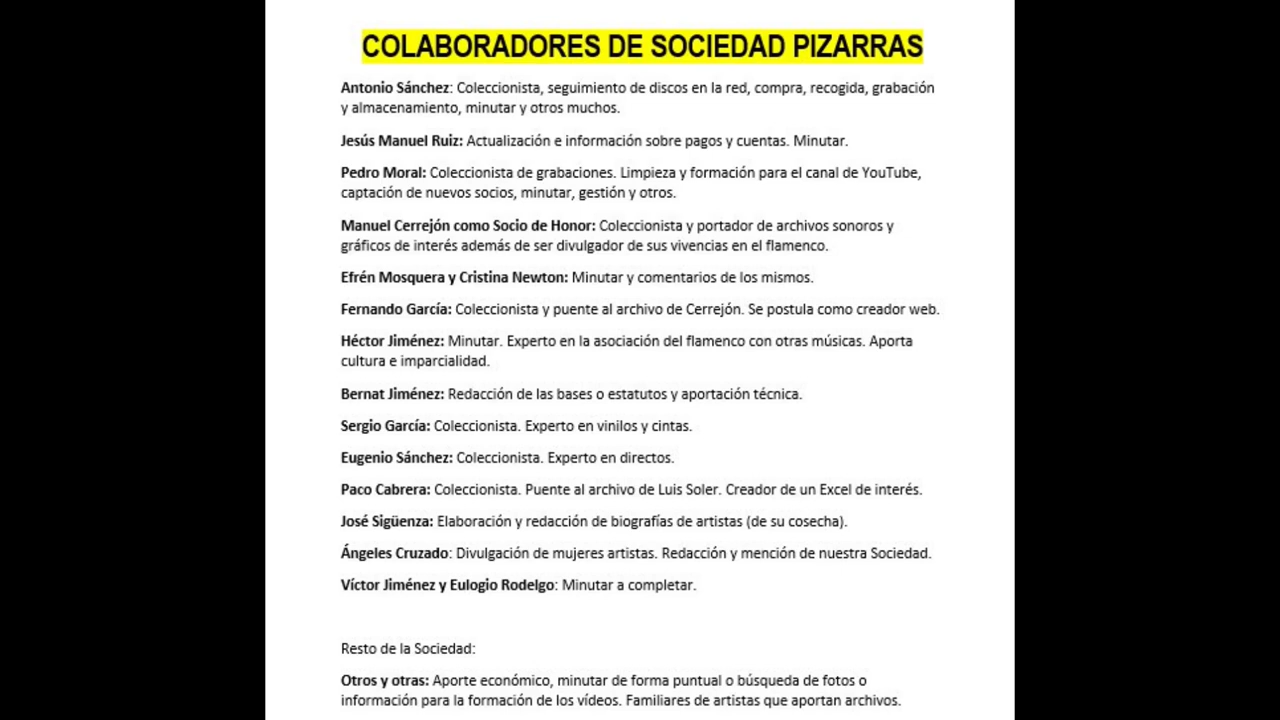 COLABORADORES DE SOCIEDAD PIZARRAS
Antonio Sánchez: Coleccionista, seguimiento de discos en la red, compra, recogida, grabación
y almacenamiento, minutar y otros muchos.
Jesús Manuel Ruiz: Actualización e información sobre pagos y cuentas. Minutar.
Pedro Moral: Coleccionista de grabaciones. Limpieza y formación para el canal de YouTube,
captación de nuevos socios, minutar, gestión y otros.
Manuel Cerrejón como Socio de Honor: Coleccionista y portador de archivos sonoros y
gráficos de interés además de ser divulgador de sus vivencias en el flamenco.
Efrén Mosquera y Cristina Newton: Minutar y comentarios de los mismos.
Fernando García: Coleccionista y puente al archivo de Cerrejón. Se postula como creador web.
Héctor Jiménez: Minutar. Experto en la asociación del flamenco con otras músicas. Aporta
cultura e imparcialidad.
Bernat Jiménez: Redacción de las bases o estatutos y aportación técnica.
Sergio García: Coleccionista. Experto en vinilos y cintas.
Eugenio Sánchez: Coleccionista. Experto en directos.
Paco Cabrera: Coleccionista. Puente al archivo de Luis Soler. Creador de un Excel de interés.
José Sigüenza: Elaboración y redacción de biografías de artistas (de su cosecha).
Ángeles Cruzado: Divulgación de mujeres artistas. Redacción y mención de nuestra Sociedad.
Víctor Jiménez y Eulogio Rodelgo: Minutar a completar.
Resto de la Sociedad:
Otros y otras: Aporte económico, minutar de forma puntual o búsqueda de fotos o
información para la formación de los vídeos. Familiares de artistas que aportan archivos.